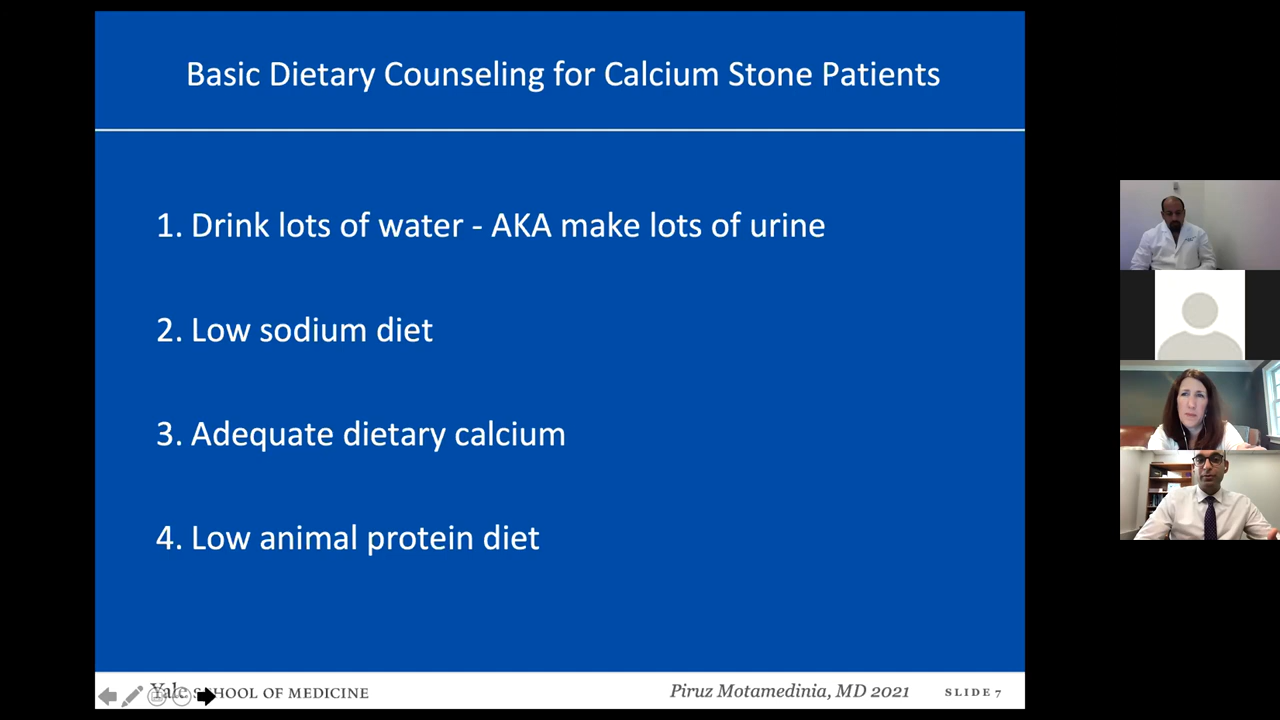 Basic Dietary Counseling for Calcium Stone Patients
1. Drink lots of water - AKA make lots of urine
2. Low sodium diet
3. Adequate dietary calcium
4. Low animal protein diet
Yale SCHOOL OF MEDICINE
Piruz Motamedinia, MD 2021
SLIDE 7